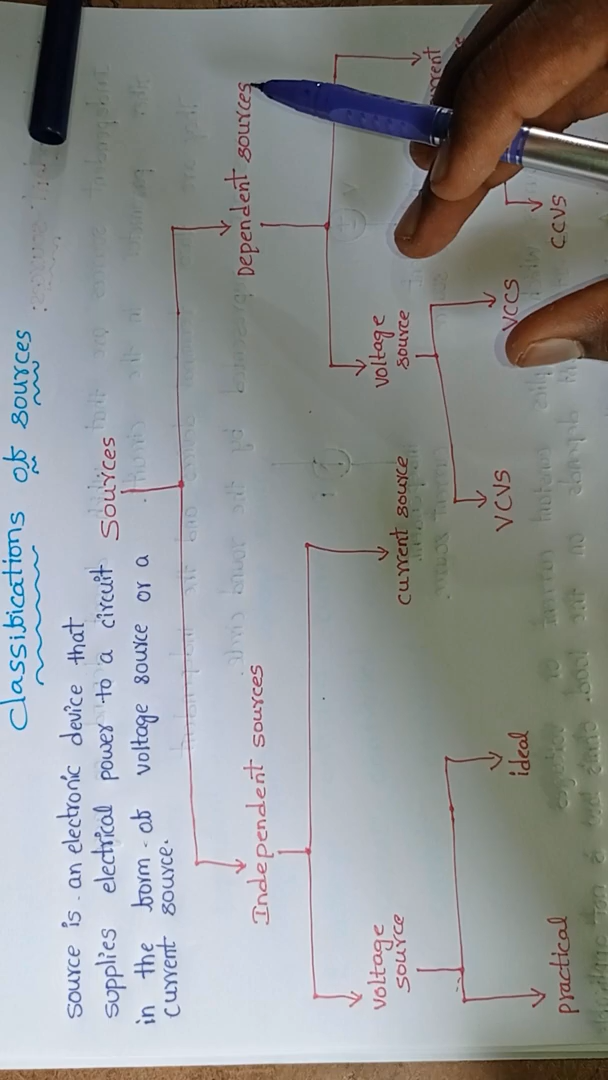 classifications of sources
source is an electronic device that
supplies electrical power to a circuit
in the form of voltage source or a
current source.
Sources
Independent sources
Dependent sources
voltage
source
current source
voltage
source
practical
ideal
VCVS
VCCS
CCVS